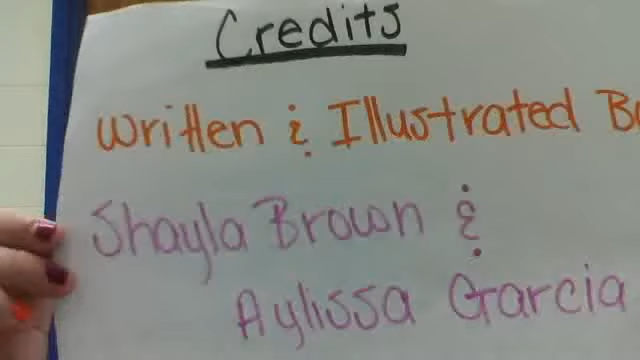 Credits
Written & Illustrated B
Shayla Brown &
Aylissa Garcia